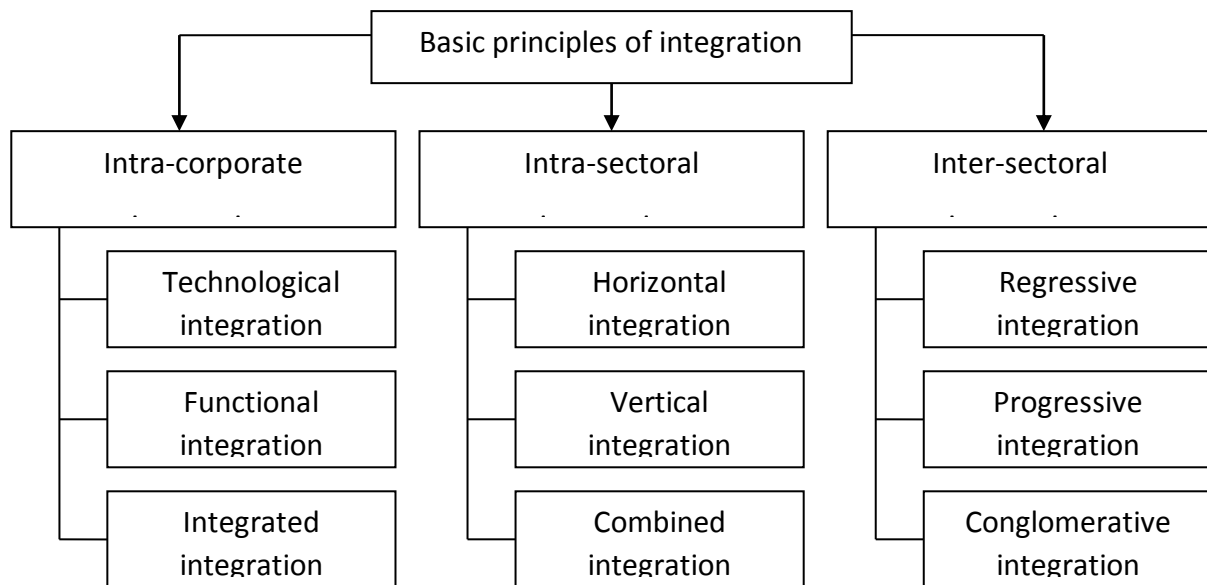 Basic principles of integration
Intra-corporate
Technological
integration
Functional
integration
Integrated
integration
Intra-sectoral
Horizontal
integration
Vertical
integration
Combined
integration
Inter-sectoral
Regressive
integration
Progressive
integration
Conglomerative
integration